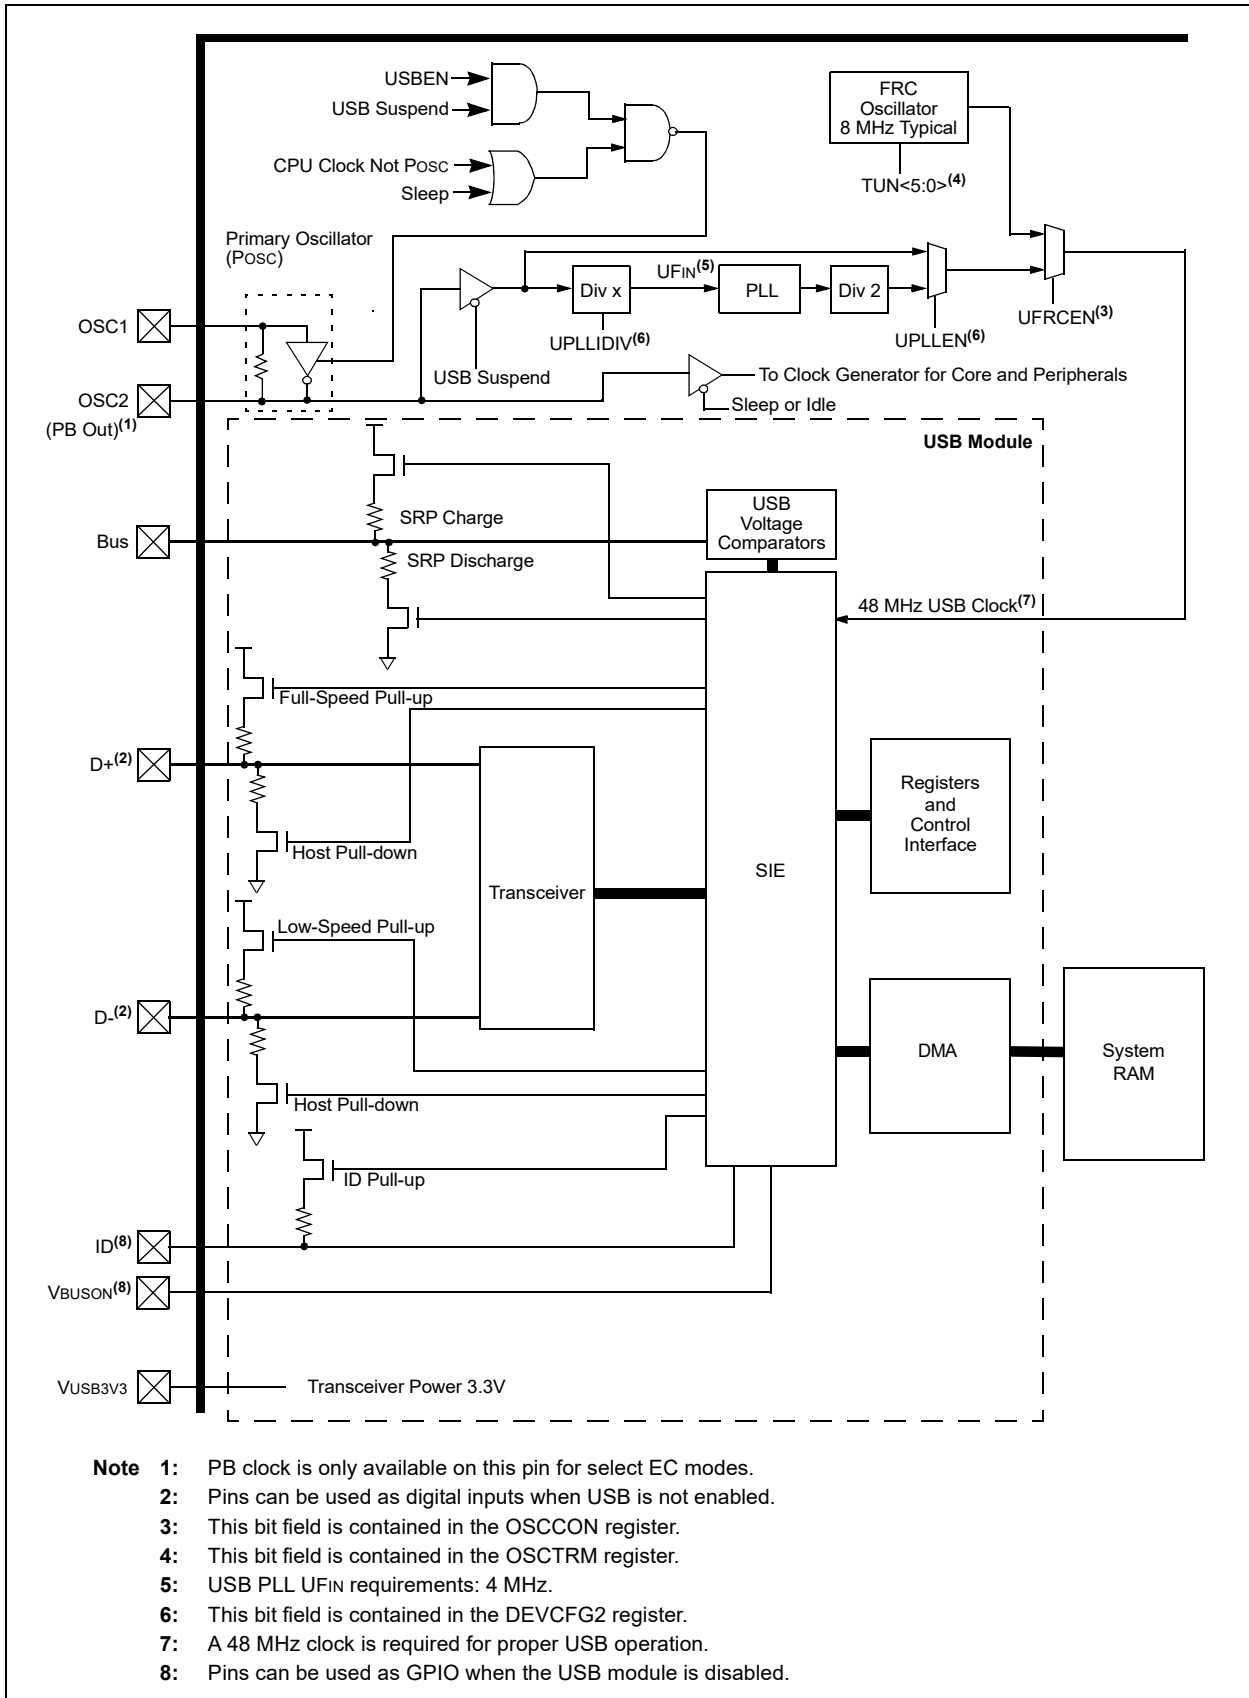 USBEN
USB Suspend
CPU Clock Not POSC
Sleep
FRC
Oscillator
8 MHz Typical
TUN<5:0>(4)
Primary Oscillator
(POSC)
UFIN(5)
Div x
PLL
Div 2
UPLLIDIV(6)
UPLLEN(6)
UFRCEN(3)
OSC1
USB Suspend
To Clock Generator for Core and Peripherals
OSC2
(PB Out)(1)
Sleep or Idle
USB Module
USB
Voltage
Comparators
SRP Charge
Bus
SRP Discharge
48 MHz USB Clock(7)
Full-Speed Pull-up
D+(2)
Registers
and
Control
Interface
Host Pull-down
SIE
Transceiver
Low-Speed Pull-up
D-(2)
DMA
System
RAM
Host Pull-down
ID Pull-up
ID(8)
VBUSON(8)
VUSB3V3
Transceiver Power 3.3V
Note 1: PB clock is only available on this pin for select EC modes.
2: Pins can be used as digital inputs when USB is not enabled.
3: This bit field is contained in the OSCCON register.
4: This bit field is contained in the OSCTRM register.
5: USB PLL UFIN requirements: 4 MHz.
6: This bit field is contained in the DEVCFG2 register.
7: A 48 MHz clock is required for proper USB operation.
8: Pins can be used as GPIO when the USB module is disabled.